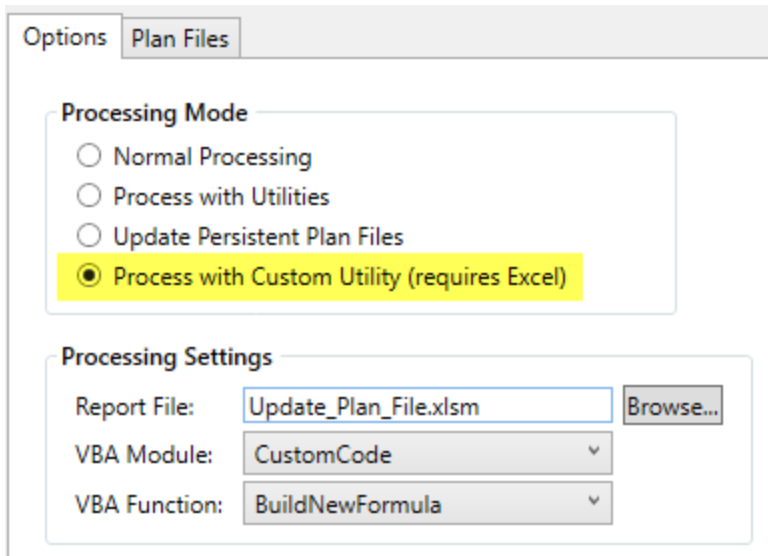 Options Plan Files
Processing Mode
Normal Processing
Process with Utilities
Update Persistent Plan Files
Process with Custom Utility (requires Excel)
Processing Settings
Report File: Update_Plan_File.xlsm Browse...
VBA Module: CustomCode
VBA Function: BuildNewFormula